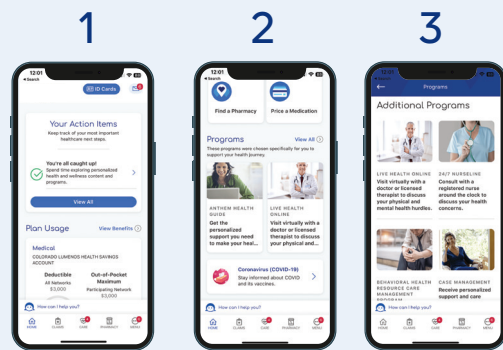 1
2
3
12:01
Search
ID Cards
Your Action Items
Keep track of your most important
healthcare next steps.
You're all caught up!
Spend time exploring personalized
health and wellness content and
programs.
View All
Plan Usage
View Benefits
Medical
COLORADO LUMENOS HEALTH SAVINGS
ACCOUNT
Deductible
All Networks
$3,000
Out-of-Pocket
Maximum
Participating Network
$3,000
How can I help you?
HOME
CLAIMS
CARE
PHARMACY
MENU
12:01
Search
Find a Pharmacy
Price a Medication
Programs
View All
These programs were chosen specifically for you to
support your health journey.
ANTHEM HEALTH
GUIDE
Get the
personalized
support you need
to make your heal...
LIVE HEALTH
ONLINE
Visit virtually with a
doctor or licensed
therapist to discuss
your physical and...
Coronavirus (COVID-19)
Stay informed about COVID
and its vaccines.
How can I help you?
HOME
CLAIMS
CARE
PHARMACY
MENU
12:01
Search
Programs
Additional Programs
LIVE HEALTH ONLINE
Visit virtually with a
doctor or licensed
therapist to discuss
your physical and
mental health hurdles.
24/7 NURSELINE
Consult with a
registered nurse
around the clock to
discuss your health
concerns.
BEHAVIORAL HEALTH
RESOURCE CARE
MANAGEMENT
PROGRAM
CASE MANAGEMENT
Receive personalized
support and care
How can I help you?
HOME
CLAIMS
CARE
PHARMACY
MENU